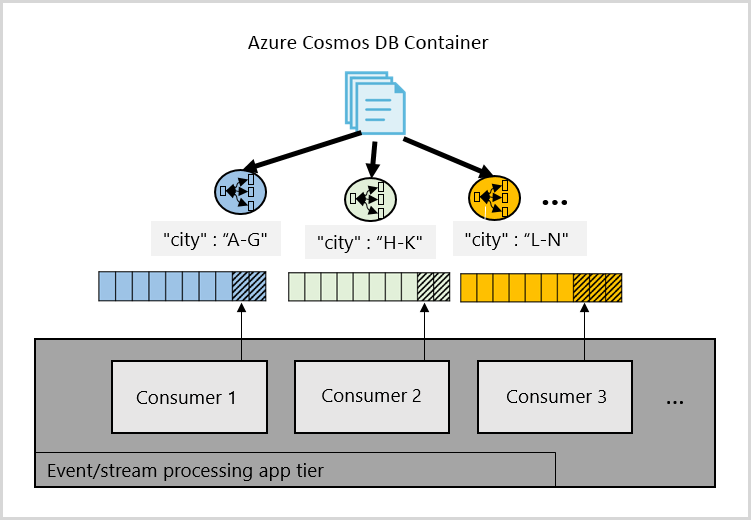 Azure Cosmos DB Container
...
"city" : “A-G"
"city" : “H-K"
"city" : “L-N"
Consumer 1
Consumer 2
Consumer 3
...
Event/stream processing app tier